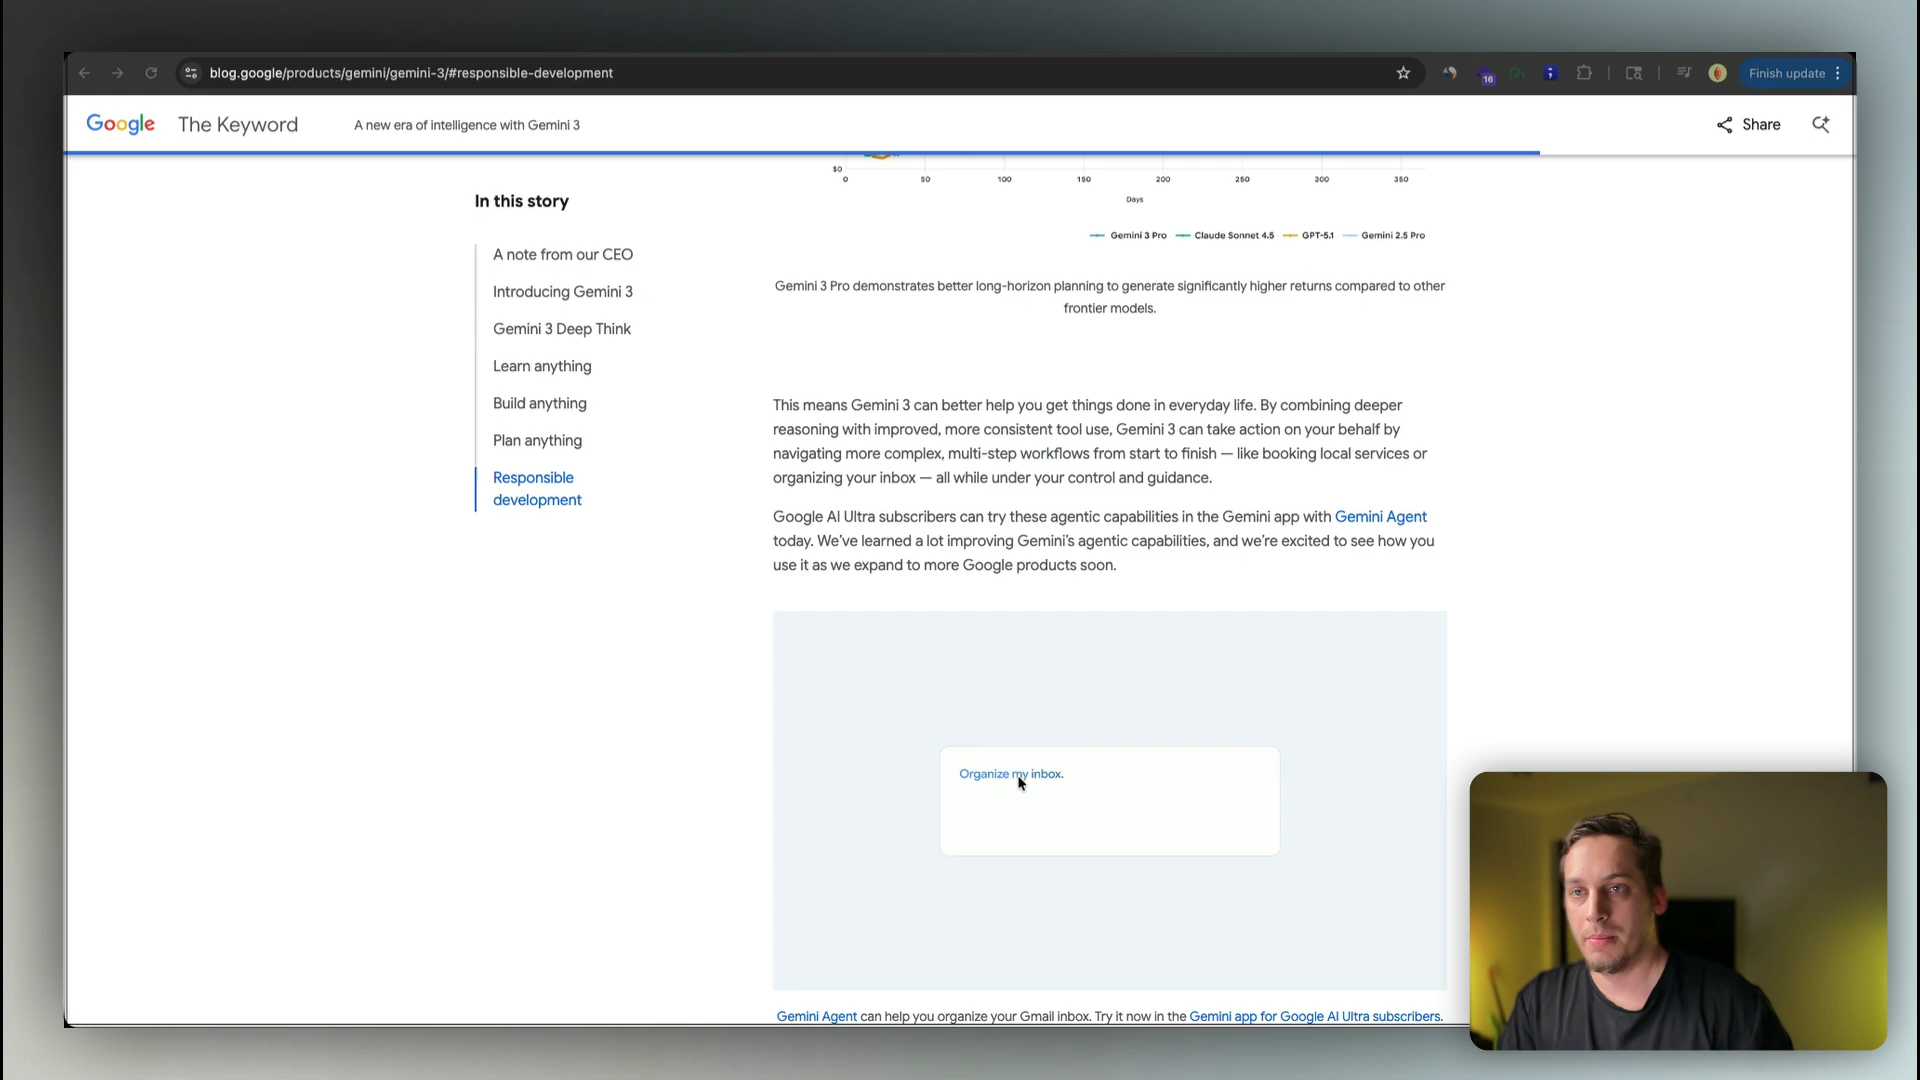 blog.google/products/gemini/gemini-3/#responsible-development
16
Finish update
Google The Keyword
A new era of intelligence with Gemini 3
Share
In this story
A note from our CEO
Introducing Gemini 3
Gemini 3 Deep Think
Learn anything
Build anything
Plan anything
Responsible
development
$0
0 50 100 150 200 250 300 350
Days
Gemini 3 Pro Claude Sonnet 4.5 GPT-5.1 Gemini 2.5 Pro
Gemini 3 Pro demonstrates better long-horizon planning to generate significantly higher returns compared to other
frontier models.
This means Gemini 3 can better help you get things done in everyday life. By combining deeper
reasoning with improved, more consistent tool use, Gemini 3 can take action on your behalf by
navigating more complex, multi-step workflows from start to finish — like booking local services or
organizing your inbox — all while under your control and guidance.
Google AI Ultra subscribers can try these agentic capabilities in the Gemini app with Gemini Agent
today. We’ve learned a lot improving Gemini’s agentic capabilities, and we’re excited to see how you
use it as we expand to more Google products soon.
Organize my inbox.
Gemini Agent can help you organize your Gmail inbox. Try it now in the Gemini app for Google AI Ultra subscribers.